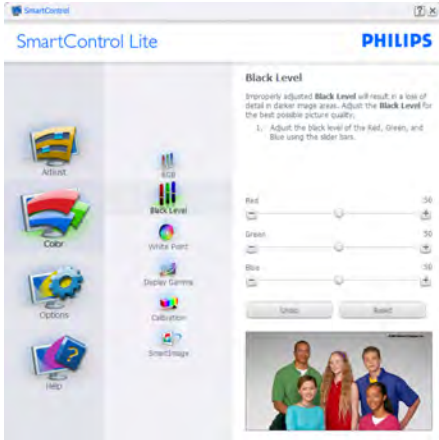 SmartControl
SmartControl Lite
PHILIPS
Black Level
Improperly adjusted Black Level will result in a loss of
detail in darker image areas. Adjust the Black Level for
the best possible picture quality.
1. Adjust the black level of the Red, Green, and
Blue using the slider bars.
Adjust
Color
Options
Help
RGB
Black Level
White Point
Display Gamma
Calibration
SmartImage
Red 50
Green 50
Blue 50
Undo Reset